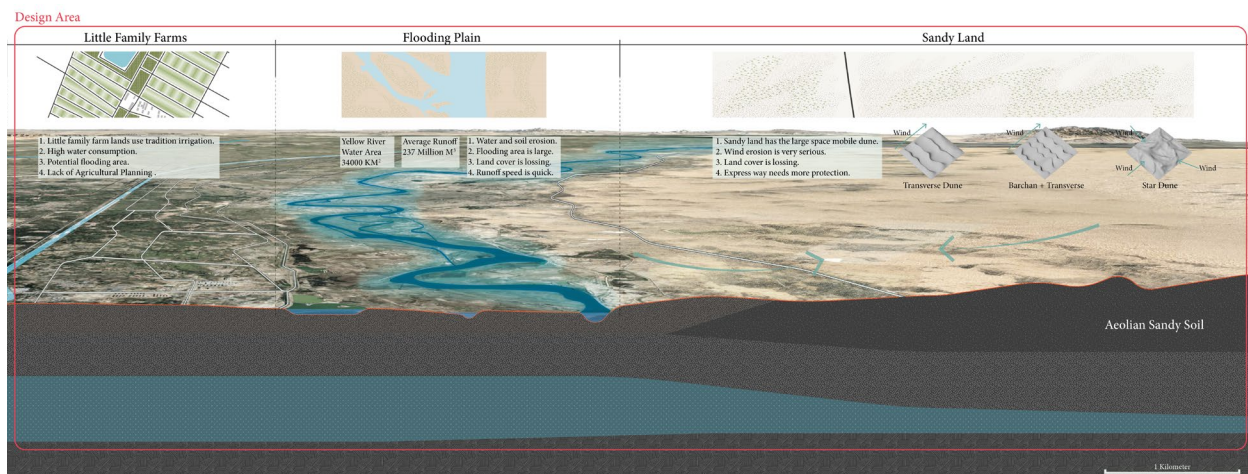 Design Area
Little Family Farms
Flooding Plain
Sandy Land
1. Little family farm lands use tradition irrigation.
2. High water consumption.
3. Potential flooding area.
4. Lack of Agricultural Planning .
Yellow River
Water Area
34000 KM²
Average Runoff
237 Million M³
1. Water and soil erosion.
2. Flooding area is large.
3. Land cover is lossing.
4. Runoff speed is quick.
1. Sandy land has the large space mobile dune.
2. Wind erosion is very serious.
3. Land cover is lossing.
4. Express way needs more protection.
Wind
Transverse Dune
Wind
Barchan + Transverse
Wind
Wind
Wind
Star Dune
Aeolian Sandy Soil
1 Kilometer